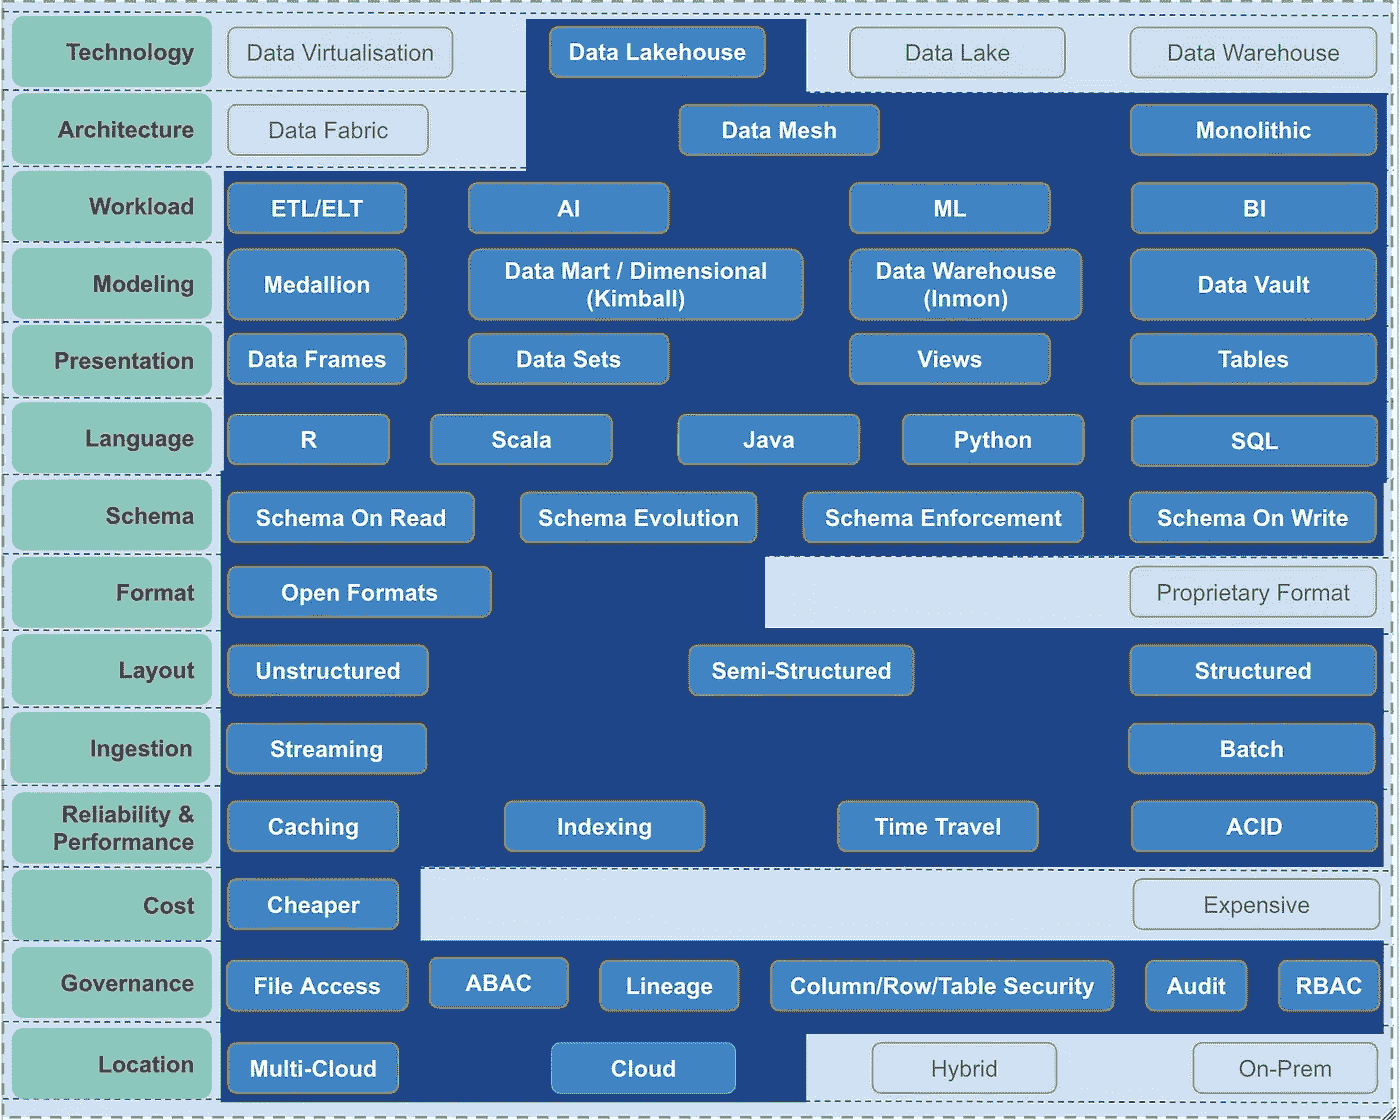 Technology
Data Virtualisation
Data Lakehouse
Data Lake
Data Warehouse
Architecture
Data Fabric
Data Mesh
Monolithic
Workload
ETL/ELT
AI
ML
BI
Modeling
Medallion
Data Mart / Dimensional
(Kimball)
Data Warehouse
(Inmon)
Data Vault
Presentation
Data Frames
Data Sets
Views
Tables
Language
R
Scala
Java
Python
SQL
Schema
Schema On Read
Schema Evolution
Schema Enforcement
Schema On Write
Format
Open Formats
Proprietary Format
Layout
Unstructured
Semi-Structured
Structured
Ingestion
Streaming
Batch
Reliability &
Performance
Caching
Indexing
Time Travel
ACID
Cost
Cheaper
Expensive
Governance
File Access
ABAC
Lineage
Column/Row/Table Security
Audit
RBAC
Location
Multi-Cloud
Cloud
Hybrid
On-Prem